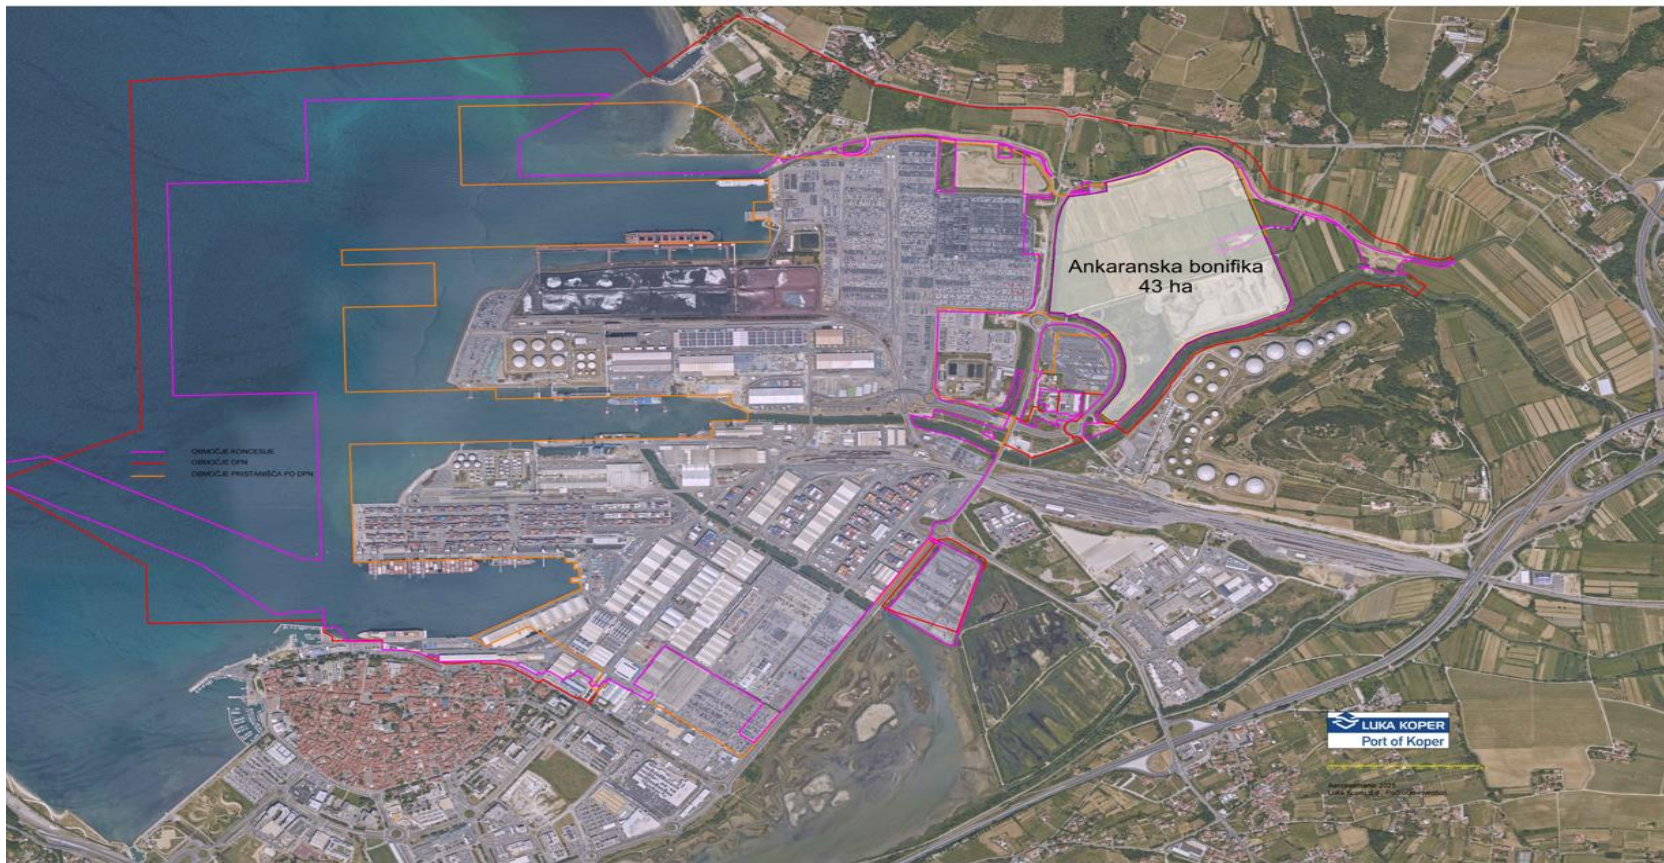 Ankaranska bonifika
43 ha
OBMOČJE KONCESIJE
OBMOČJE DPN
OBMOČJE PRISTANIŠČA PO DPN
LUKA KOPER
Port of Koper